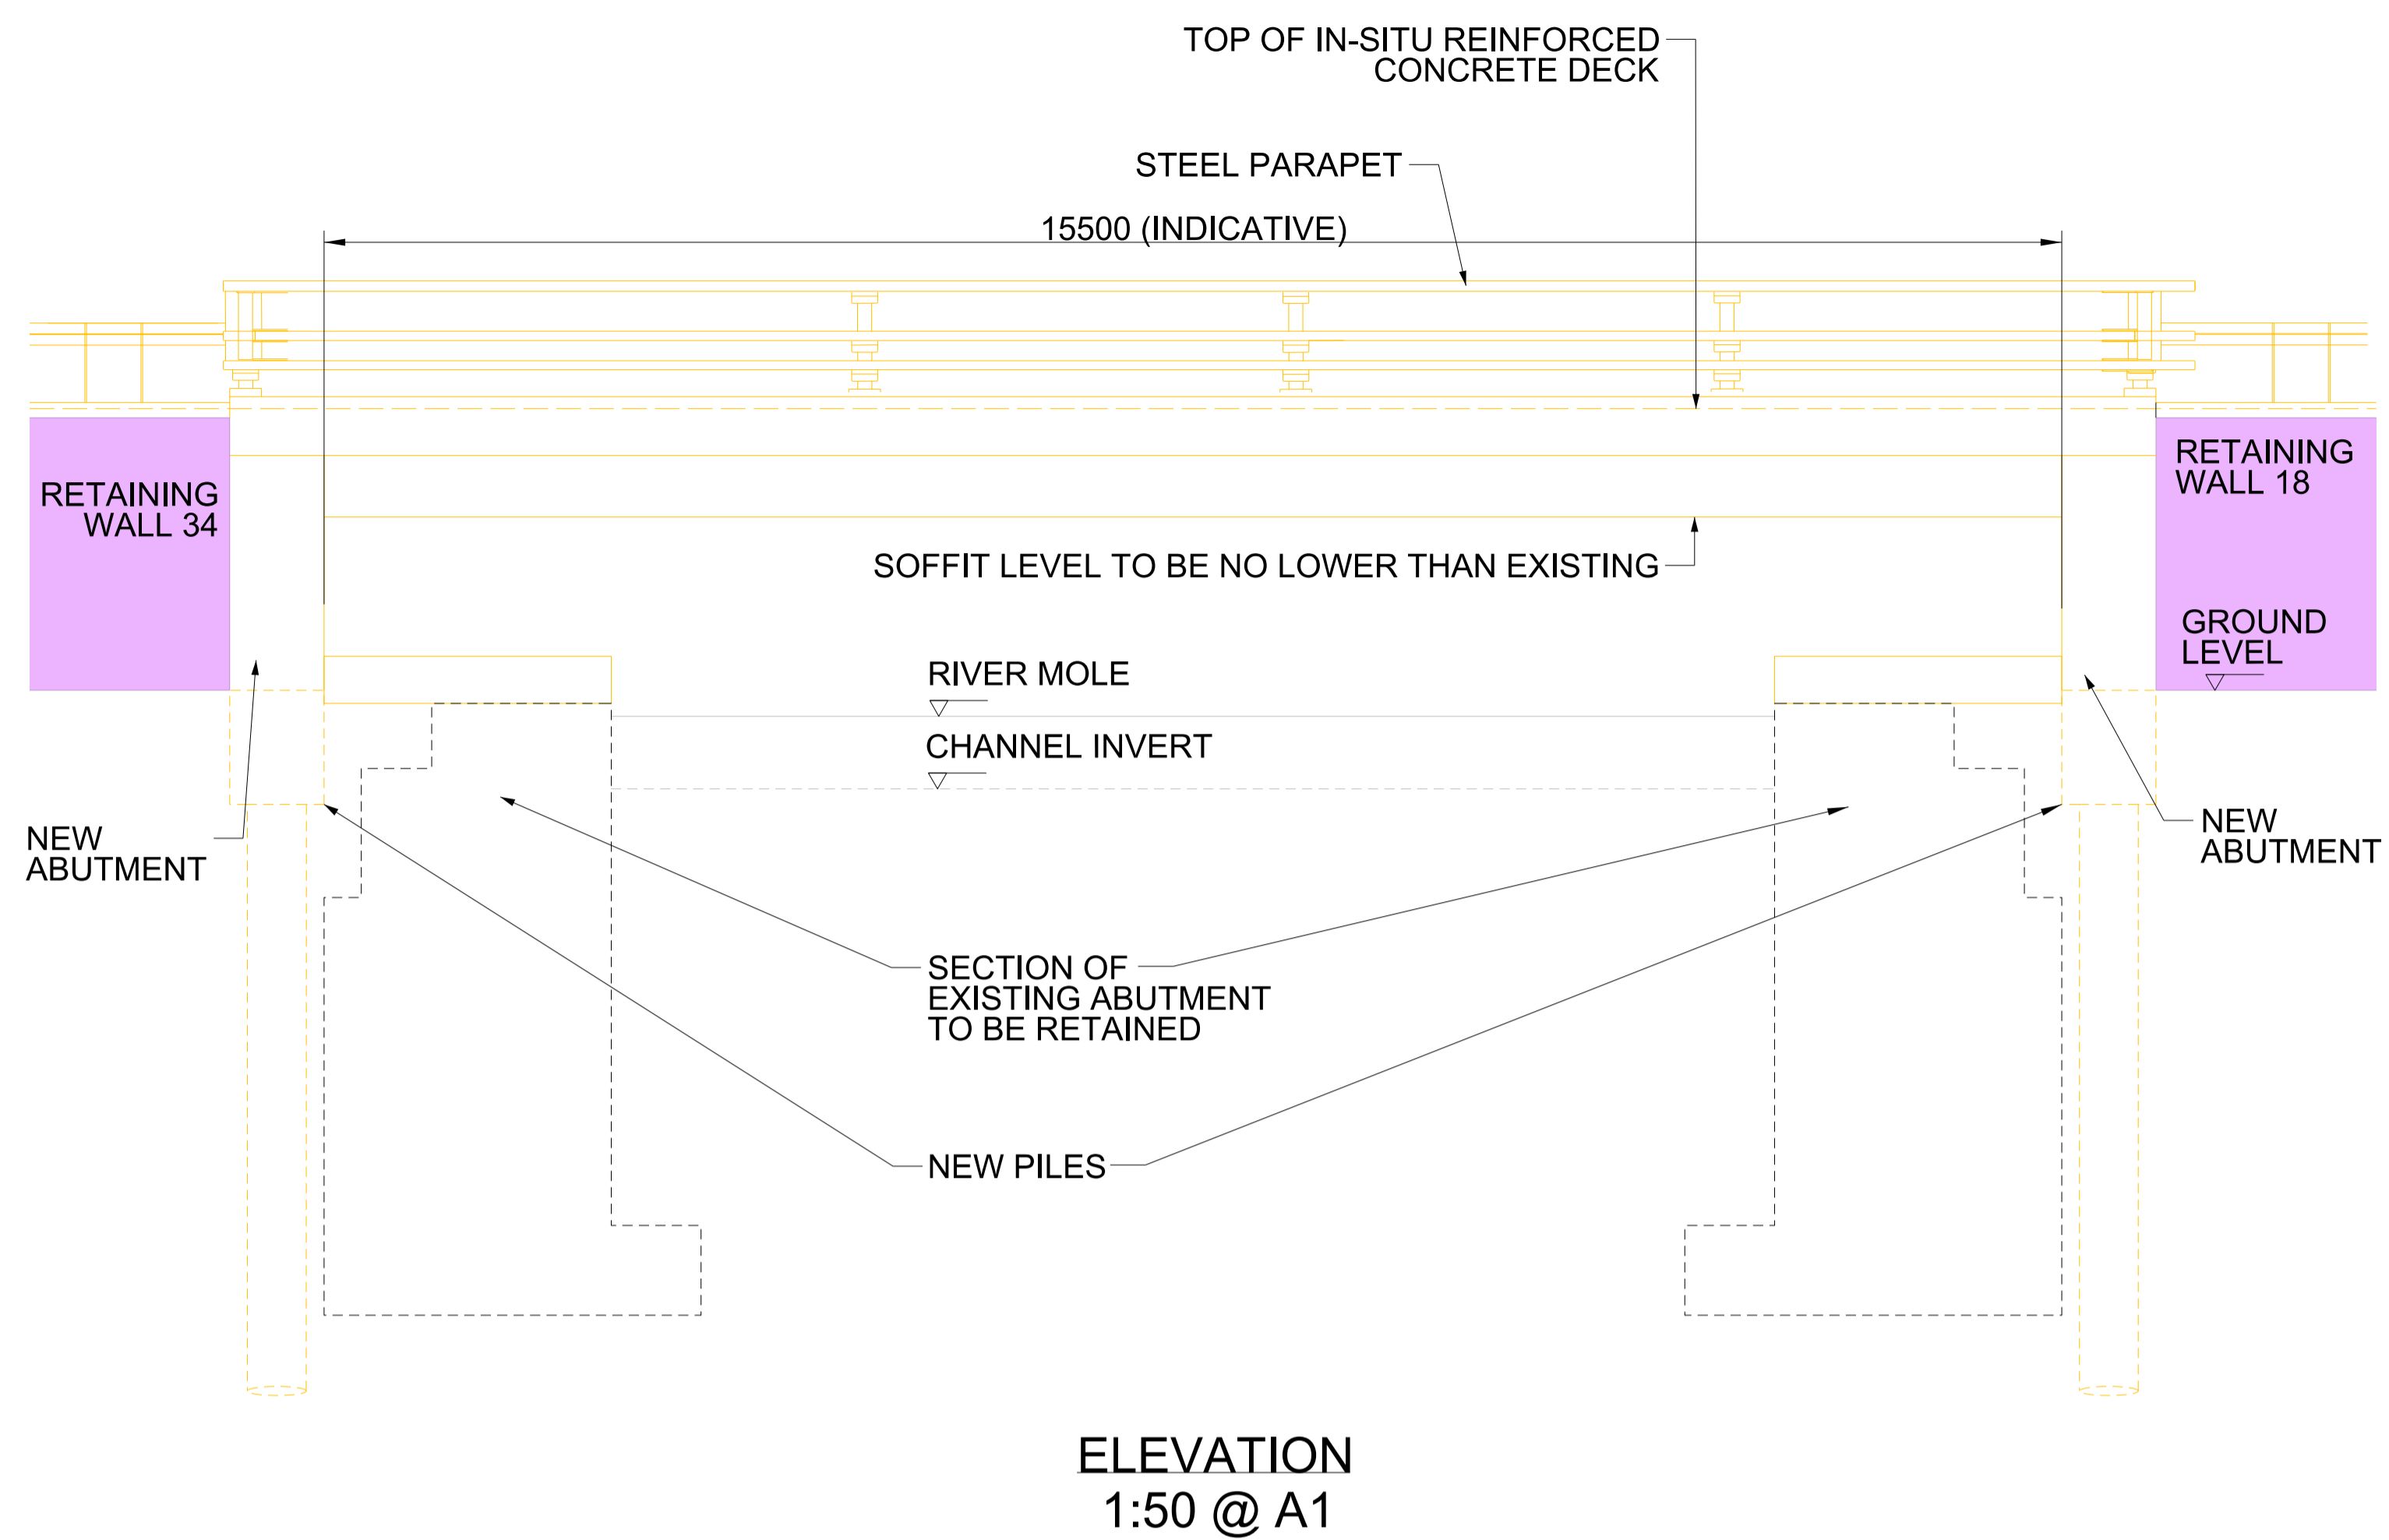 TOP OF IN-SITU REINFORCED
CONCRETE DECK
STEEL PARAPET
15500 (INDICATIVE)
RETAINING
WALL 34
RETAINING
WALL 18
SOFFIT LEVEL TO BE NO LOWER THAN EXISTING
GROUND
LEVEL
RIVER MOLE
CHANNEL INVERT
NEW
ABUTMENT
NEW
ABUTMENT
SECTION OF
EXISTING ABUTMENT
TO BE RETAINED
NEW PILES
ELEVATION
1:50 @ A1